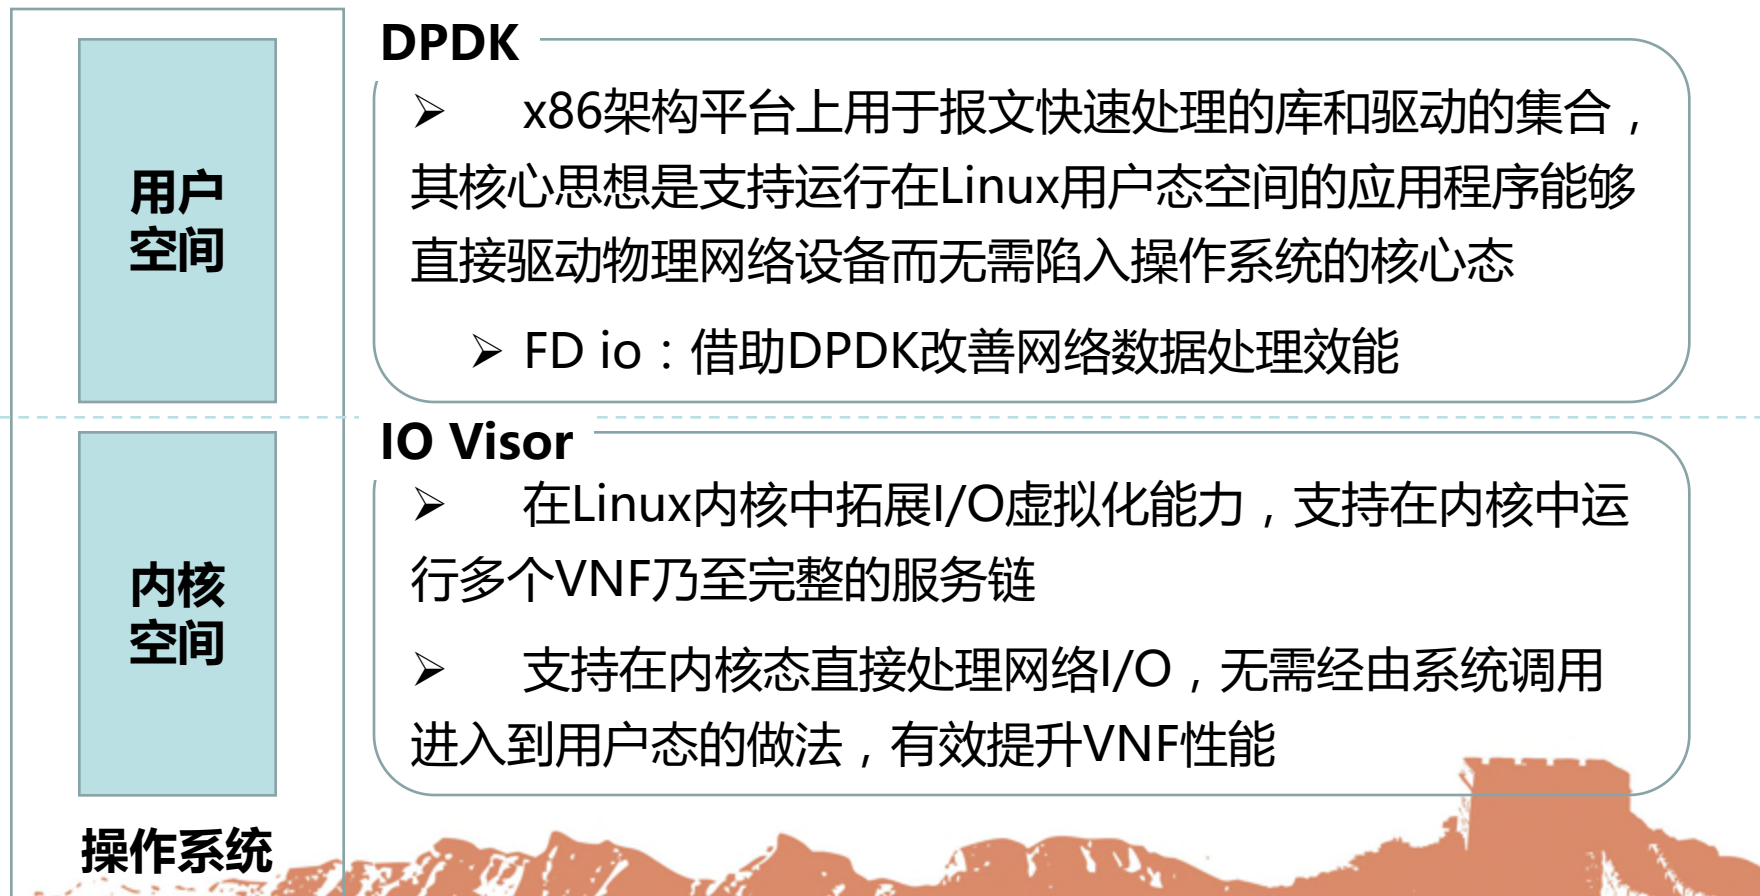 用户
空间
DPDK
➢ x86架构平台上用于报文快速处理的库和驱动的集合，
其核心思想是支持运行在Linux用户态空间的应用程序能够
直接驱动物理网络设备而无需陷入操作系统的核心态
➢ FD io：借助DPDK改善网络数据处理效能
内核
空间
IO Visor
➢ 在Linux内核中拓展I/O虚拟化能力，支持在内核中运
行多个VNF乃至完整的服务链
➢ 支持在内核态直接处理网络I/O，无需经由系统调用
进入到用户态的做法，有效提升VNF性能
操作系统